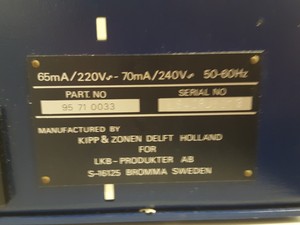 65mA/220V~ - 70mA/240V~ 50-60Hz
PART. NO SERIAL NO
95 71 0033
MANUFACTURED BY
KIPP & ZONEN DELFT HOLLAND
FOR
LKB-PRODUKTER AB
S-16125 BROMMA SWEDEN